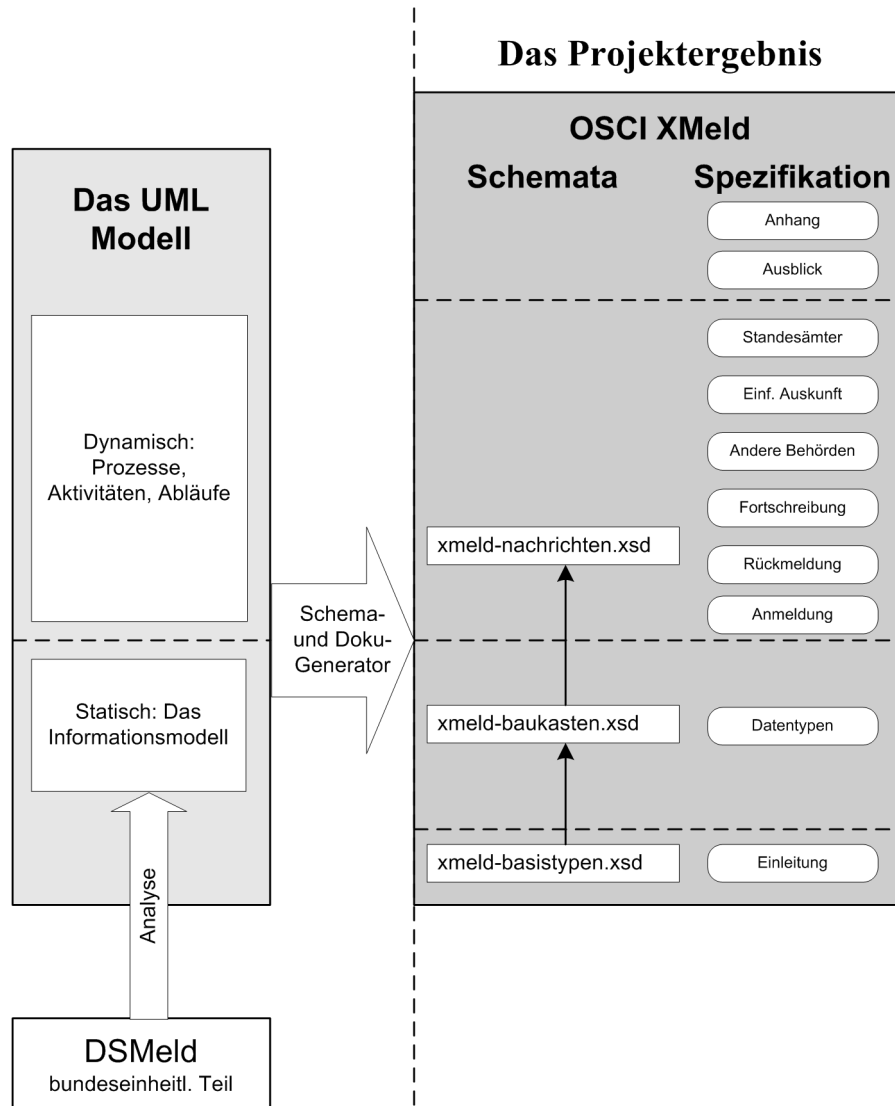 Das Projektergebnis
Das UML
Modell
Dynamisch:
Prozesse,
Aktivitäten, Abläufe
Statisch: Das
Informationsmodell
Analyse
DSMeld
bundeseinheitl. Teil
Schema-
und Doku-
Generator
OSCI XMeld
Schemata
xmeld-nachrichten.xsd
xmeld-baukasten.xsd
xmeld-basistypen.xsd
Spezifikation
Anhang
Ausblick
Standesämter
Einf. Auskunft
Andere Behörden
Fortschreibung
Rückmeldung
Anmeldung
Datentypen
Einleitung